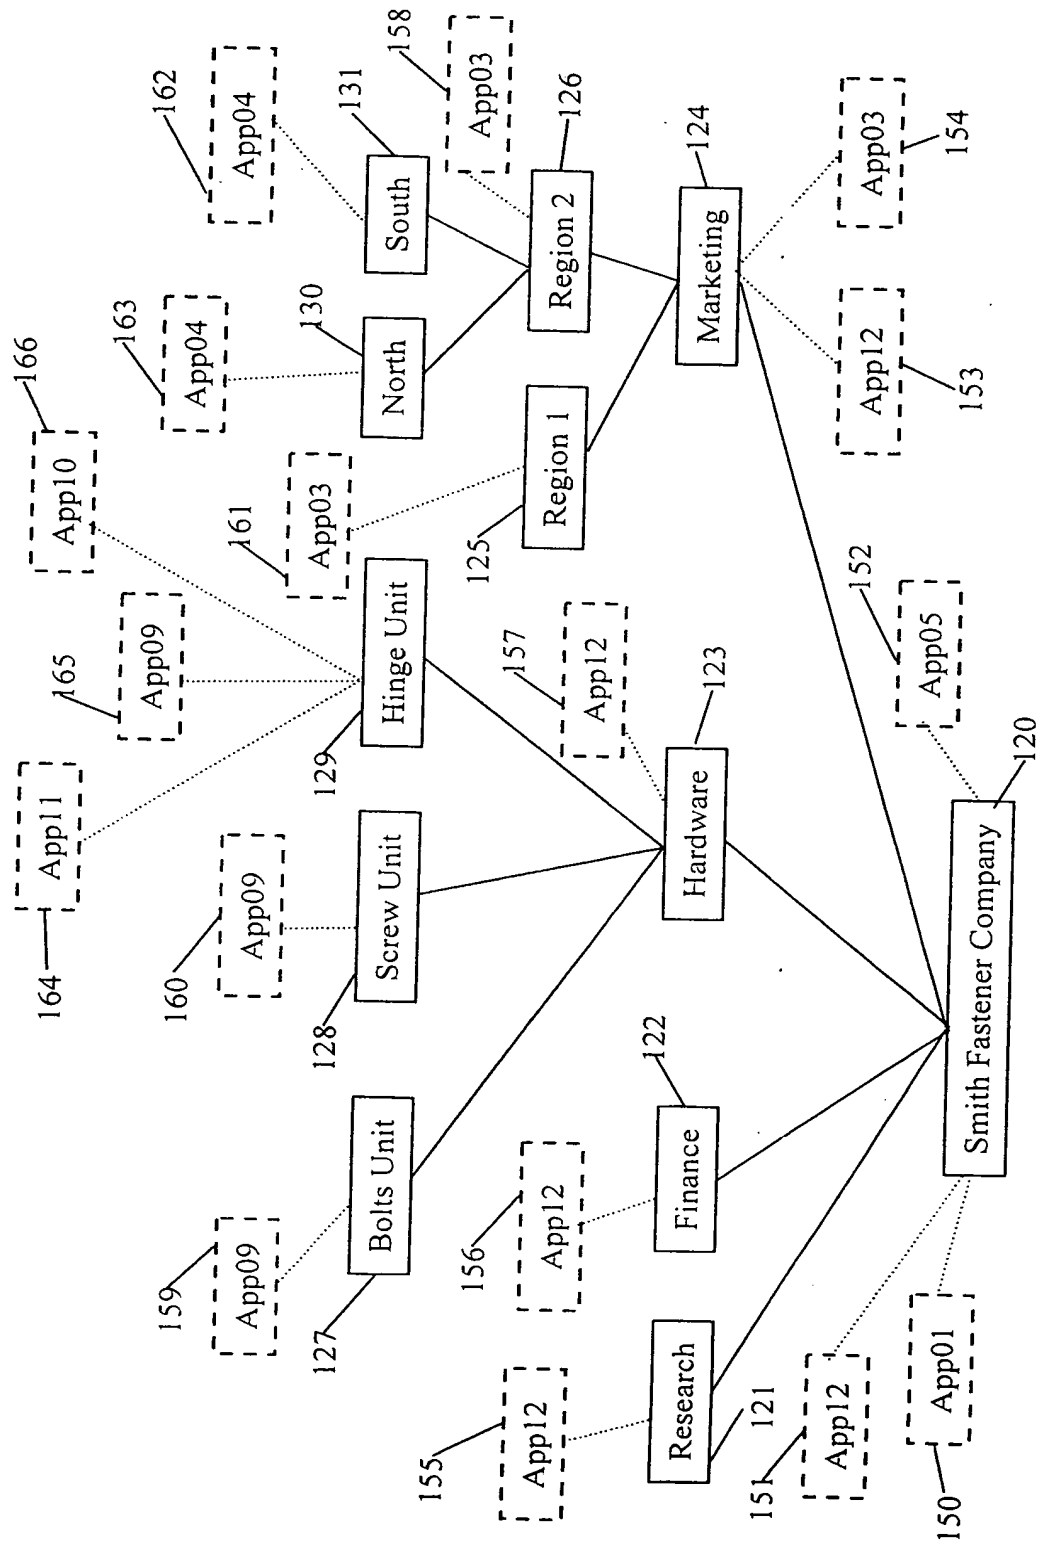 164
App11
166
App10
165
App09
163
App04
162
App04
160
App09
161
App03
159
App09
131
South
130
North
129
Hinge Unit
128
Screw Unit
127
Bolts Unit
158
App03
126
Region 2
125
Region 1
157
App12
156
App12
155
App12
124
Marketing
123
Hardware
122
Finance
121
Research
154
App03
153
App12
152
App05
151
App12
150
App01
120
Smith Fastener Company